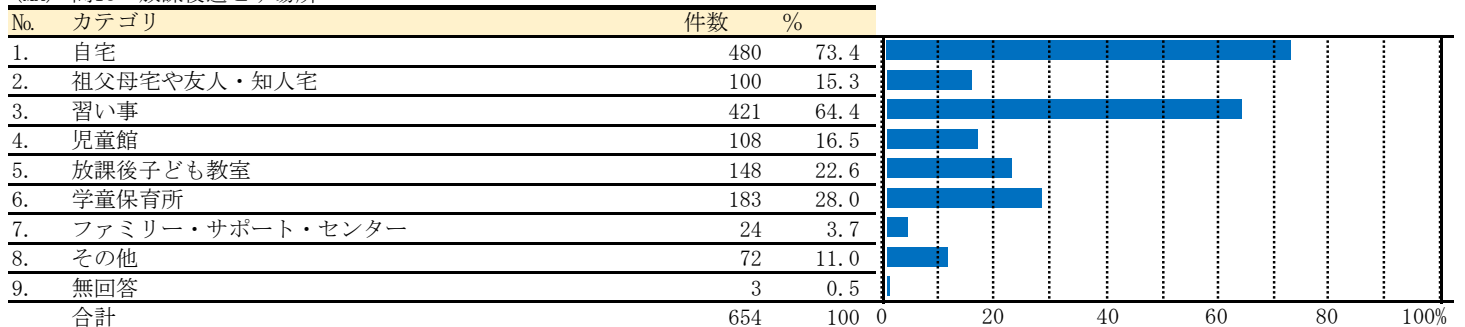 № カテゴリ 件数 %
1. 自宅 480 73.4
2. 祖父母宅や友人・知人宅 100 15.3
3. 習い事 421 64.4
4. 児童館 108 16.5
5. 放課後子ども教室 148 22.6
6. 学童保育所 183 28.0
7. ファミリー・サポート・センター 24 3.7
8. その他 72 11.0
9. 無回答 3 0.5
合計 654 100 0 20 40 60 80 100%